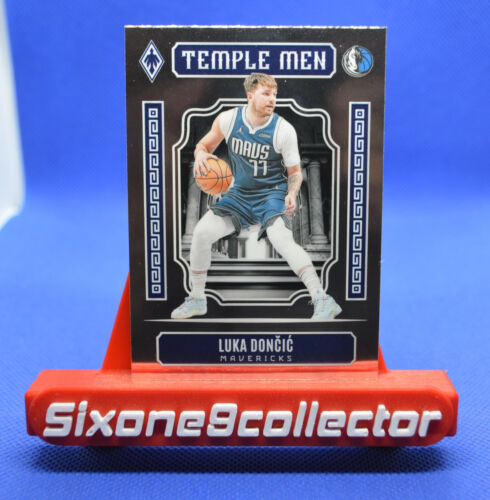 TEMPLE MEN
MAVS
77
LUKA DONČIĆ
MAVERICKS
Sixone9collector